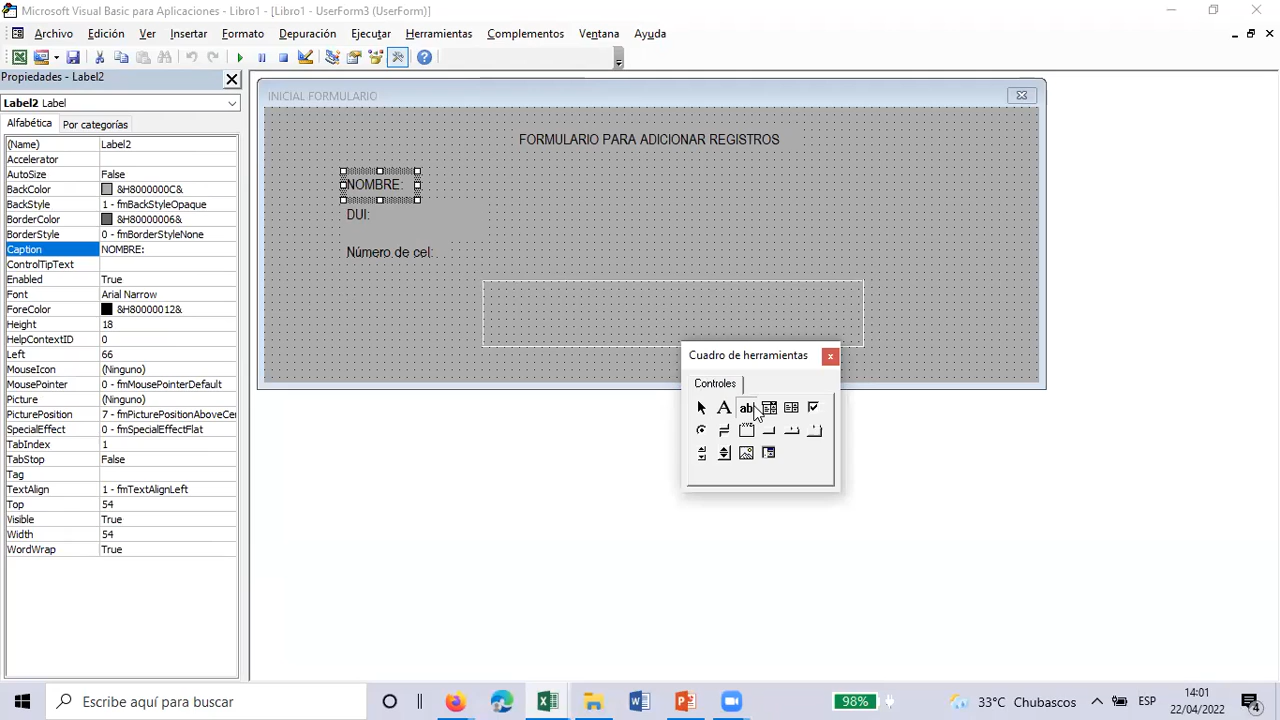 Microsoft Visual Basic para Aplicaciones - Libro1 - [Libro1 - UserForm3 (UserForm)]
Archivo Edición Ver Insertar Formato Depuración Ejecutar Herramientas Complementos Ventana Ayuda
Propiedades - Label2
Label2 Label
Alfabética Por categorías
(Name) Label2
Accelerator
AutoSize False
BackColor &H8000000C&
BackStyle 1 - fmBackStyleOpaque
BorderColor &H80000006&
BorderStyle 0 - fmBorderStyleNone
Caption NOMBRE:
ControlTipText
Enabled True
Font Arial Narrow
ForeColor &H80000012&
Height 18
HelpContextID 0
Left 66
MouseIcon (Ninguno)
MousePointer 0 - fmMousePointerDefault
Picture (Ninguno)
PicturePosition 7 - fmPicturePositionAboveCe
SpecialEffect 0 - fmSpecialEffectFlat
TabIndex 1
TabStop False
Tag
TextAlign 1 - fmTextAlignLeft
Top 54
Visible True
Width 54
WordWrap True
INICIAL FORMULARIO
FORMULARIO PARA ADICIONAR REGISTROS
NOMBRE:
DUI:
Número de cel:
Cuadro de herramientas
Controles
A ab
Escribe aquí para buscar
98%
33°C Chubascos
ESP
14:01
22/04/2022
4